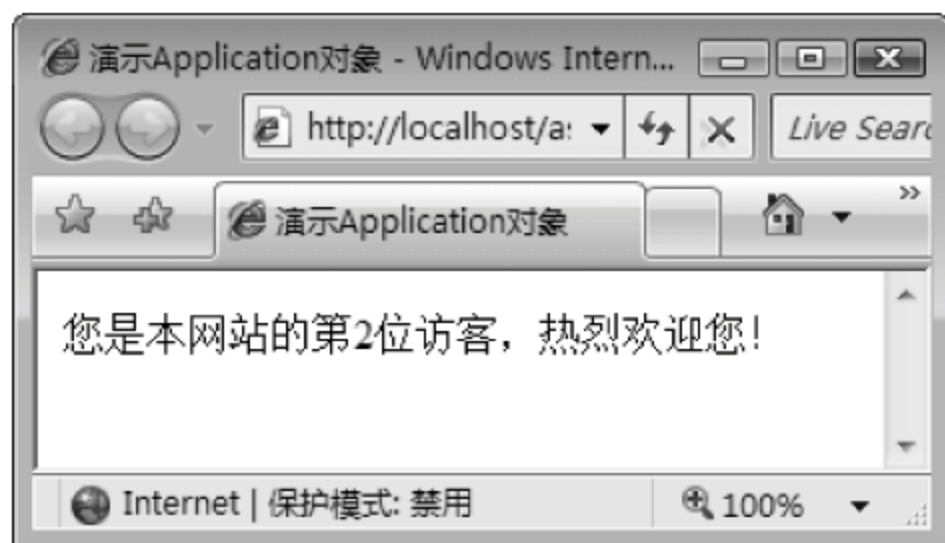 演示Application对象 - Windows Intern...
http://localhost/a:
Live Searc
演示Application对象
您是本网站的第2位访客，热烈欢迎您！
Internet | 保护模式: 禁用
100%